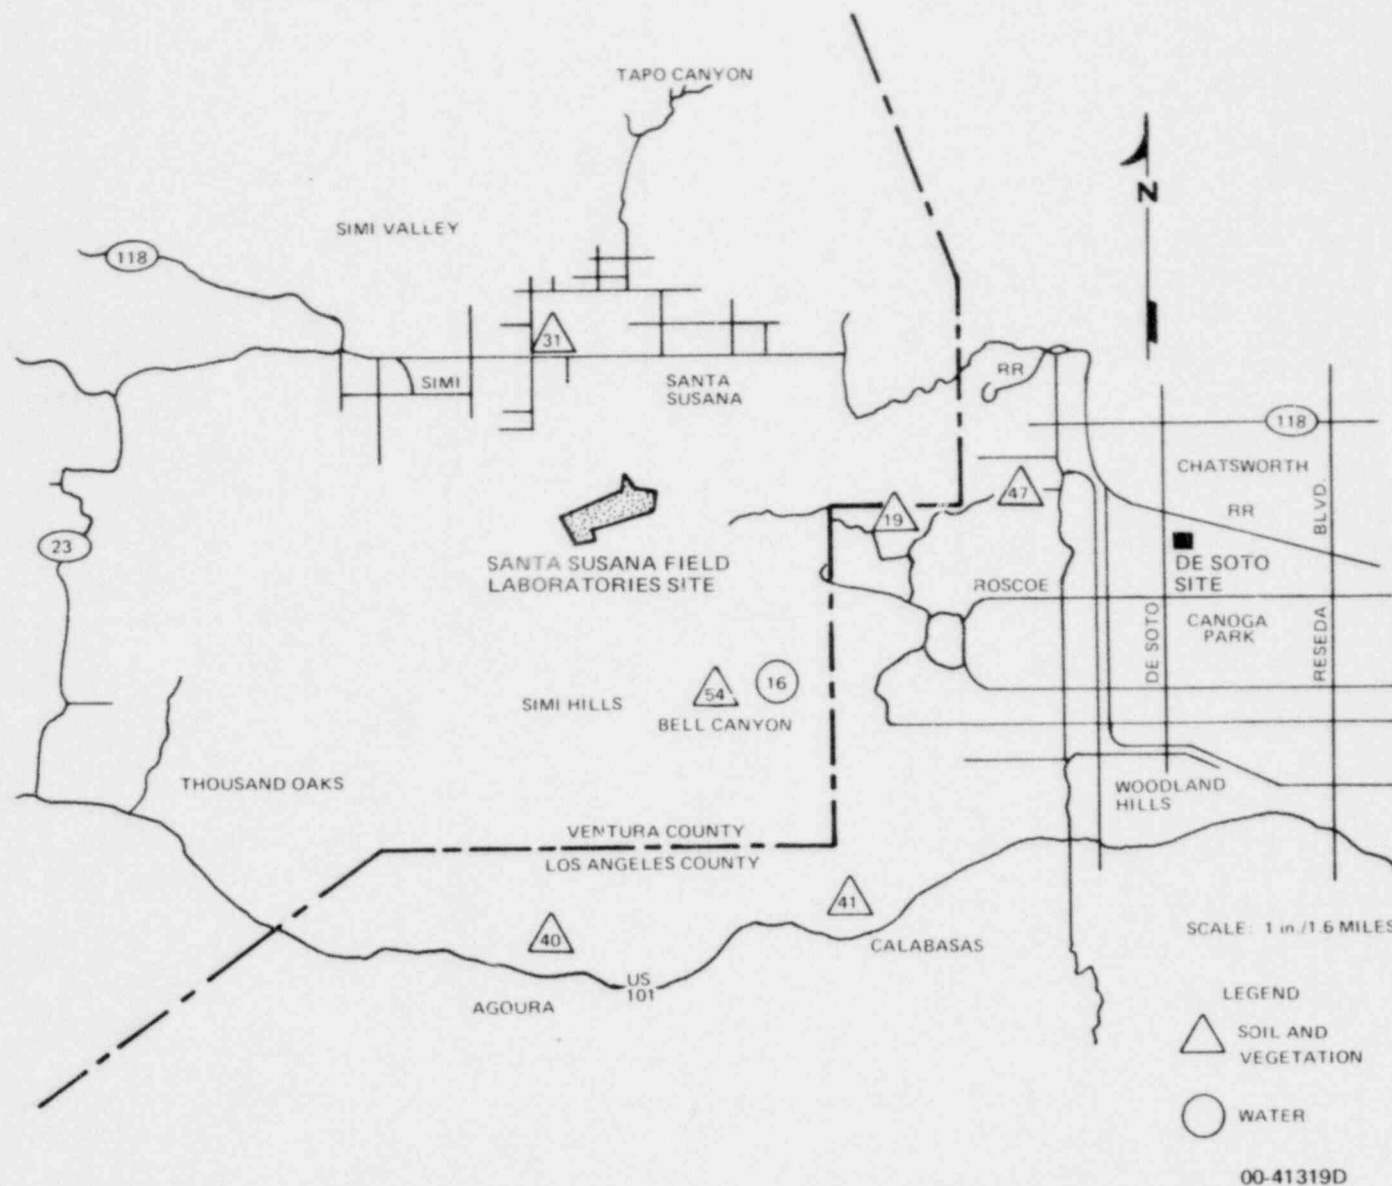 TAPO CANYON
N
SIMI VALLEY
118
31
SIMI
SANTA
SUSANA
RR
118
CHATSWORTH
47
RR
BLVD.
19
23
SANTA SUSANA FIELD
LABORATORIES SITE
DE SOTO
SITE
ROSCOE
CANOGA
PARK
DE SOTO
RESEDA
54
16
SIMI HILLS
BELL CANYON
THOUSAND OAKS
WOODLAND
HILLS
VENTURA COUNTY
LOS ANGELES COUNTY
41
40
CALABASAS
SCALE: 1 in./1.6 MILES
US
101
AGOURA
LEGEND
SOIL AND
VEGETATION
WATER
00-41319D